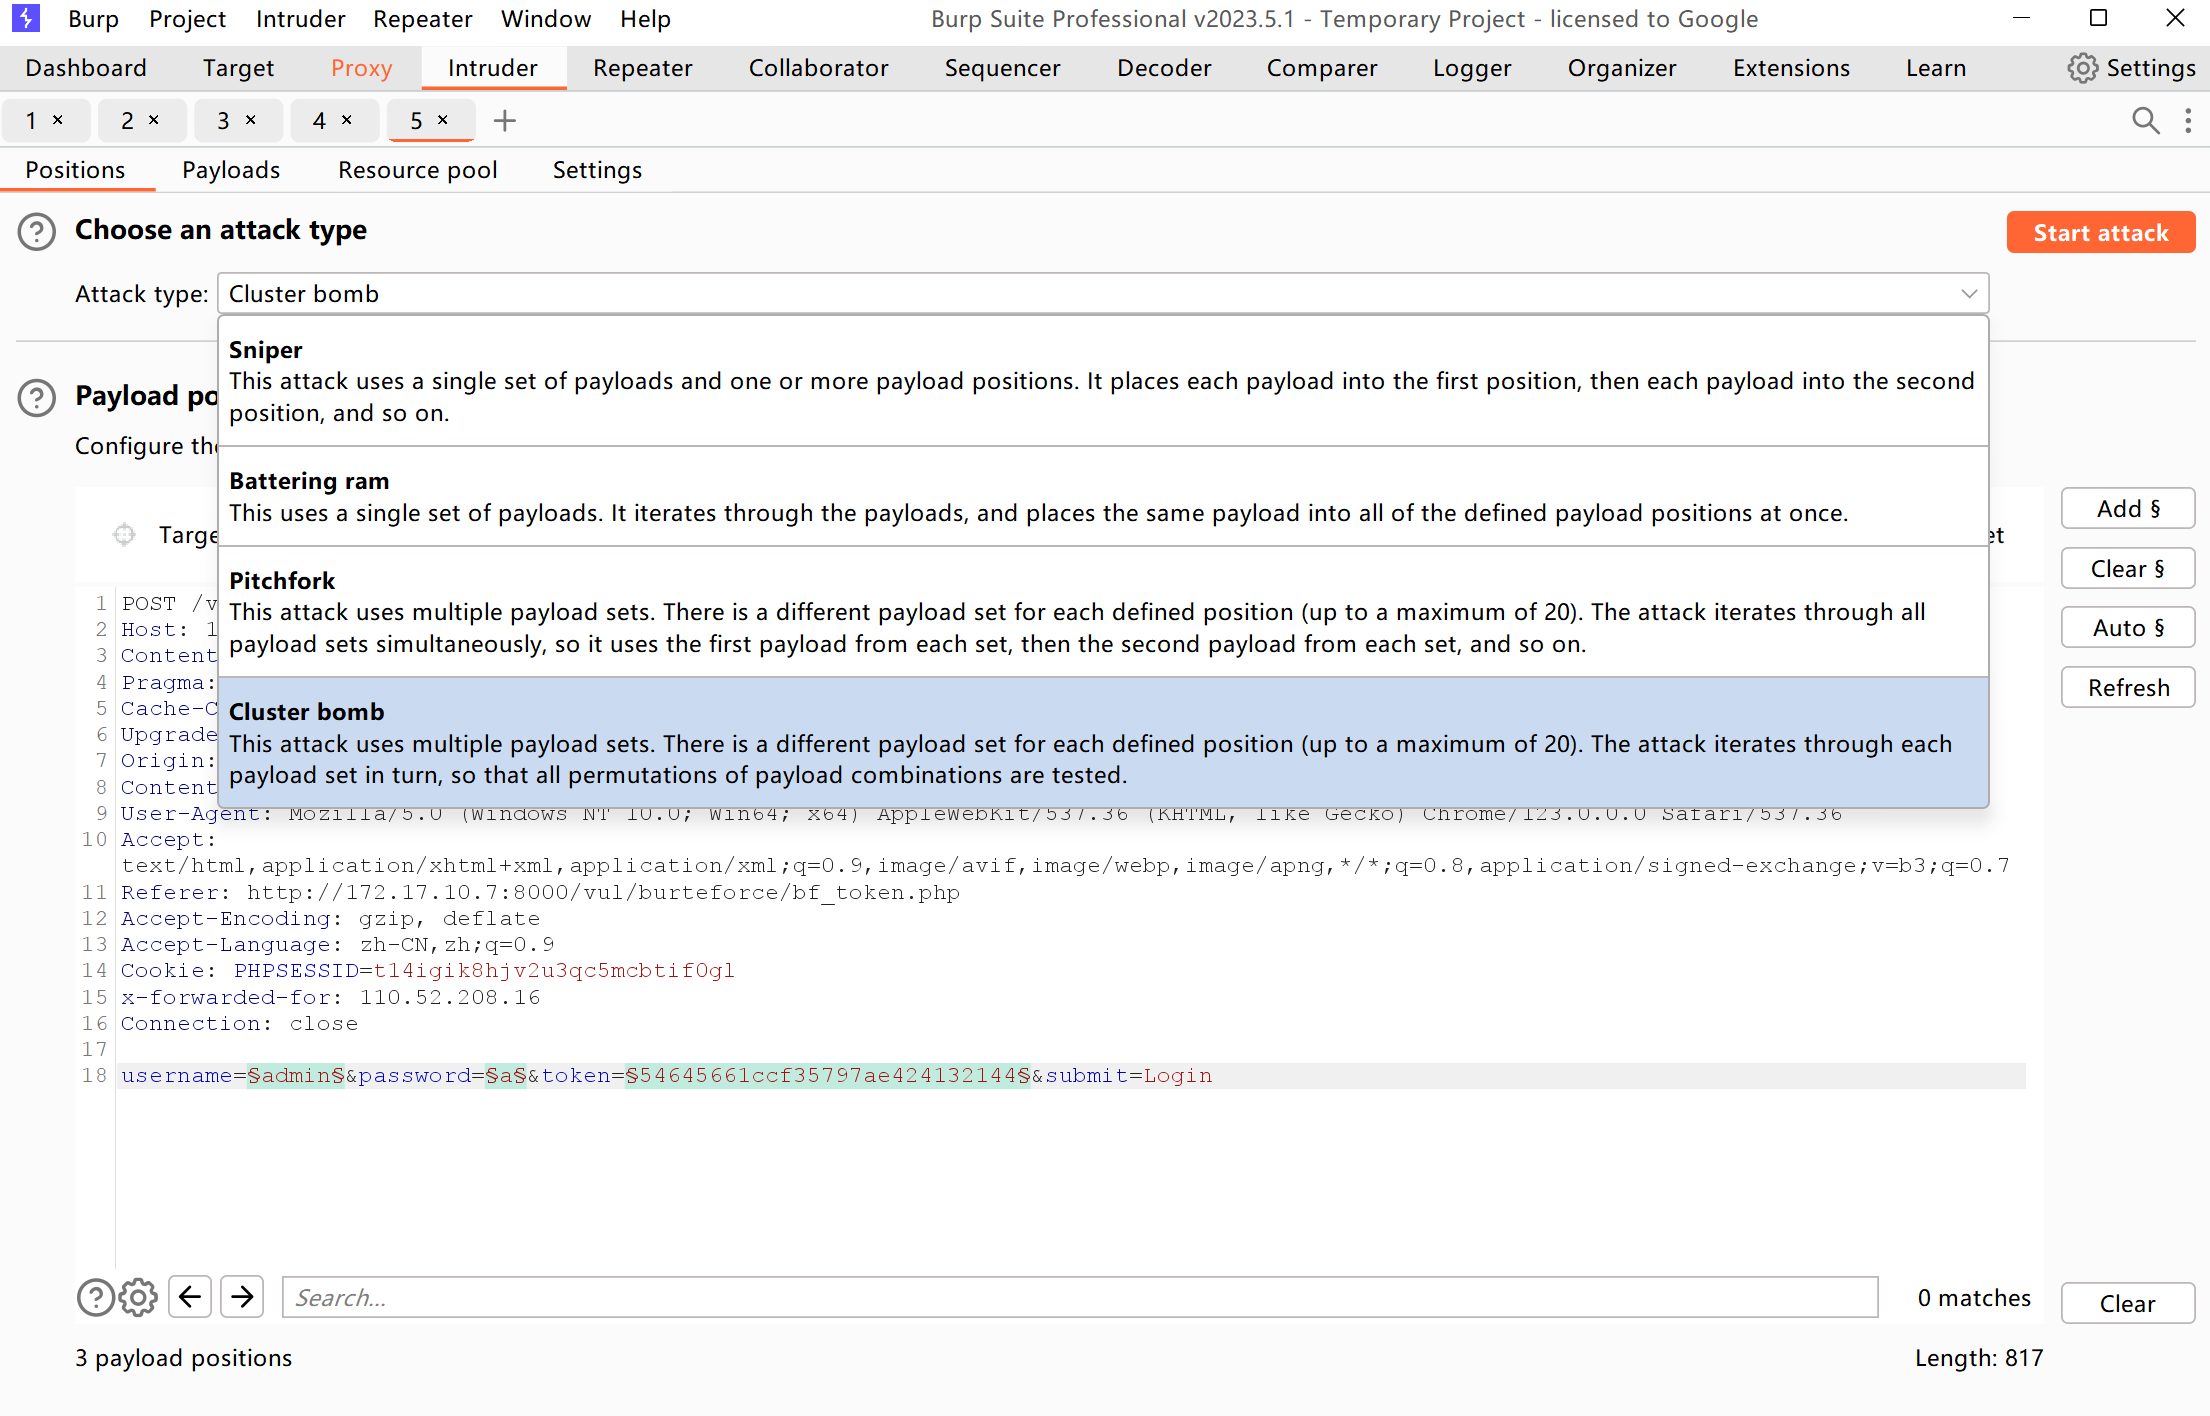 Burp Project Intruder Repeater Window Help Burp Suite Professional v2023.5.1 - Temporary Project - licensed to Google
Dashboard Target Proxy Intruder Repeater Collaborator Sequencer Decoder Comparer Logger Organizer Extensions Learn Settings
1 × 2 × 3 × 4 × 5 × +
Positions Payloads Resource pool Settings
? Choose an attack type Start attack
Attack type: Cluster bomb
Sniper
This attack uses a single set of payloads and one or more payload positions. It places each payload into the first position, then each payload into the second
position, and so on.
? Payload po
Configure the
Battering ram
This uses a single set of payloads. It iterates through the payloads, and places the same payload into all of the defined payload positions at once.
Add §
Targe et
Clear §
Pitchfork
This attack uses multiple payload sets. There is a different payload set for each defined position (up to a maximum of 20). The attack iterates through all
payload sets simultaneously, so it uses the first payload from each set, then the second payload from each set, and so on.
Auto §
Refresh
Cluster bomb
This attack uses multiple payload sets. There is a different payload set for each defined position (up to a maximum of 20). The attack iterates through each
payload set in turn, so that all permutations of payload combinations are tested.
1 POST /v
2 Host: 1
3 Content
4 Pragma:
5 Cache-C
6 Upgrade
7 Origin:
8 Content
9 User-Agent: Mozilla/5.0 (Windows NT 10.0; Win64; x64) AppleWebKit/537.36 (KHTML, like Gecko) Chrome/123.0.0.0 Safari/537.36
10 Accept:
text/html,application/xhtml+xml,application/xml;q=0.9,image/avif,image/webp,image/apng,*/*;q=0.8,application/signed-exchange;v=b3;q=0.7
11 Referer: http://172.17.10.7:8000/vul/burteforce/bf_token.php
12 Accept-Encoding: gzip, deflate
13 Accept-Language: zh-CN,zh;q=0.9
14 Cookie: PHPSESSID=t14igik8hjv2u3qc5mcbtif0gl
15 x-forwarded-for: 110.52.208.16
16 Connection: close
17
18 username=§admin§&password=§a§&token=§54645661ccf35797ae424132144§&submit=Login
? Search... 0 matches Clear
3 payload positions Length: 817